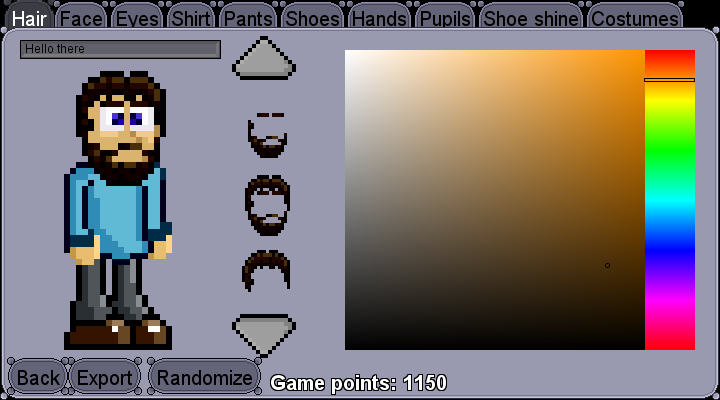 Hair Face Eyes Shirt Pants Shoes Hands Pupils Shoe shine Costumes
Hello there
Back Export Randomize
Game points: 1150